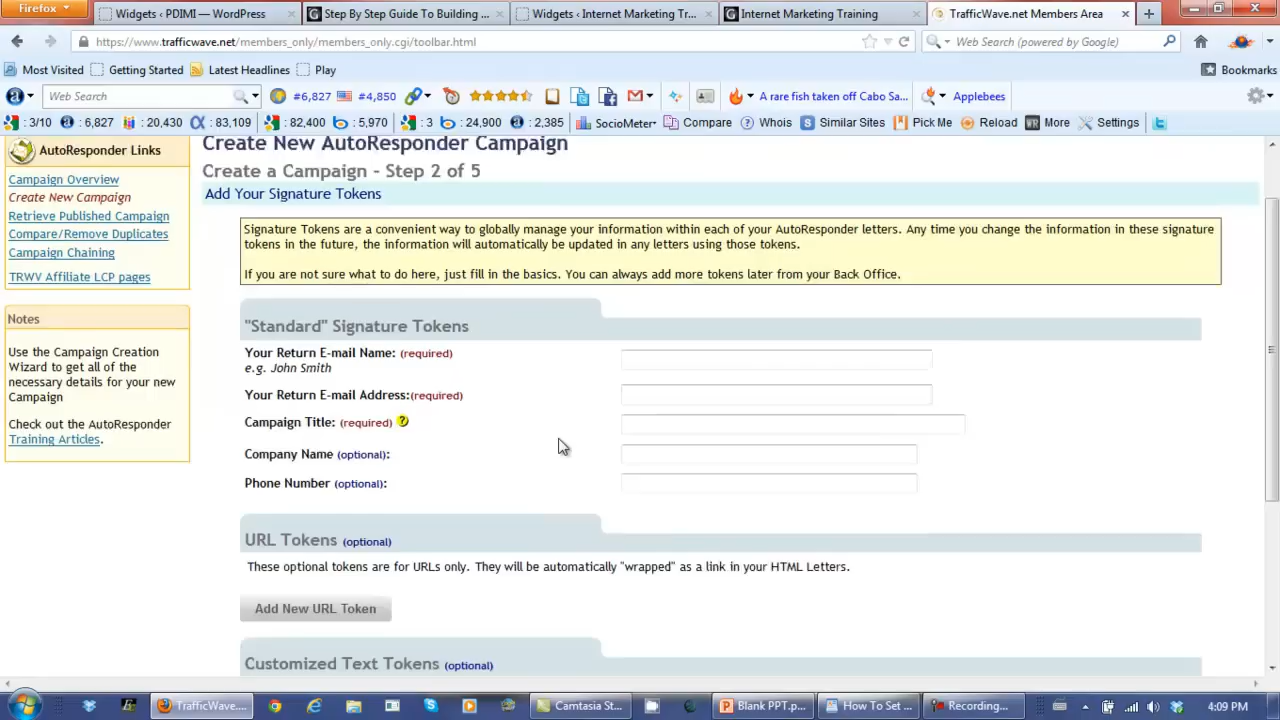 Firefox
Widgets ‹ PDIMI — WordPress
Step By Step Guide To Building ...
Widgets ‹ Internet Marketing Tr...
Internet Marketing Training
TrafficWave.net Members Area
https://www.trafficwave.net/members_only/members_only.cgi/toolbar.html
Web Search (powered by Google)
Most Visited
Getting Started
Latest Headlines
Play
Bookmarks
Web Search
#6,827
#4,850
A rare fish taken off Cabo Sa...
Applebees
: 3/10
: 6,827
: 20,430
: 83,109
: 82,400
: 5,970
: 3
: 24,900
: 2,385
SocioMeter
Compare
Whois
Similar Sites
Pick Me
Reload
More
Settings
AutoResponder Links
Campaign Overview
Create New Campaign
Retrieve Published Campaign
Compare/Remove Duplicates
Campaign Chaining
TRWV Affiliate LCP pages
Notes
Use the Campaign Creation
Wizard to get all of the
necessary details for your new
Campaign
Check out the AutoResponder
Training Articles.
Create New AutoResponder Campaign
Create a Campaign - Step 2 of 5
Add Your Signature Tokens
Signature Tokens are a convenient way to globally manage your information within each of your AutoResponder letters. Any time you change the information in these signature
tokens in the future, the information will automatically be updated in any letters using those tokens.
If you are not sure what to do here, just fill in the basics. You can always add more tokens later from your Back Office.
"Standard" Signature Tokens
Your Return E-mail Name: (required)
e.g. John Smith
Your Return E-mail Address:(required)
Campaign Title: (required) ?
Company Name (optional):
Phone Number (optional):
URL Tokens (optional)
These optional tokens are for URLs only. They will be automatically "wrapped" as a link in your HTML Letters.
Add New URL Token
Customized Text Tokens (optional)
TrafficWave....
Camtasia St...
Blank PPT.p...
How To Set ...
Recording...
4:09 PM